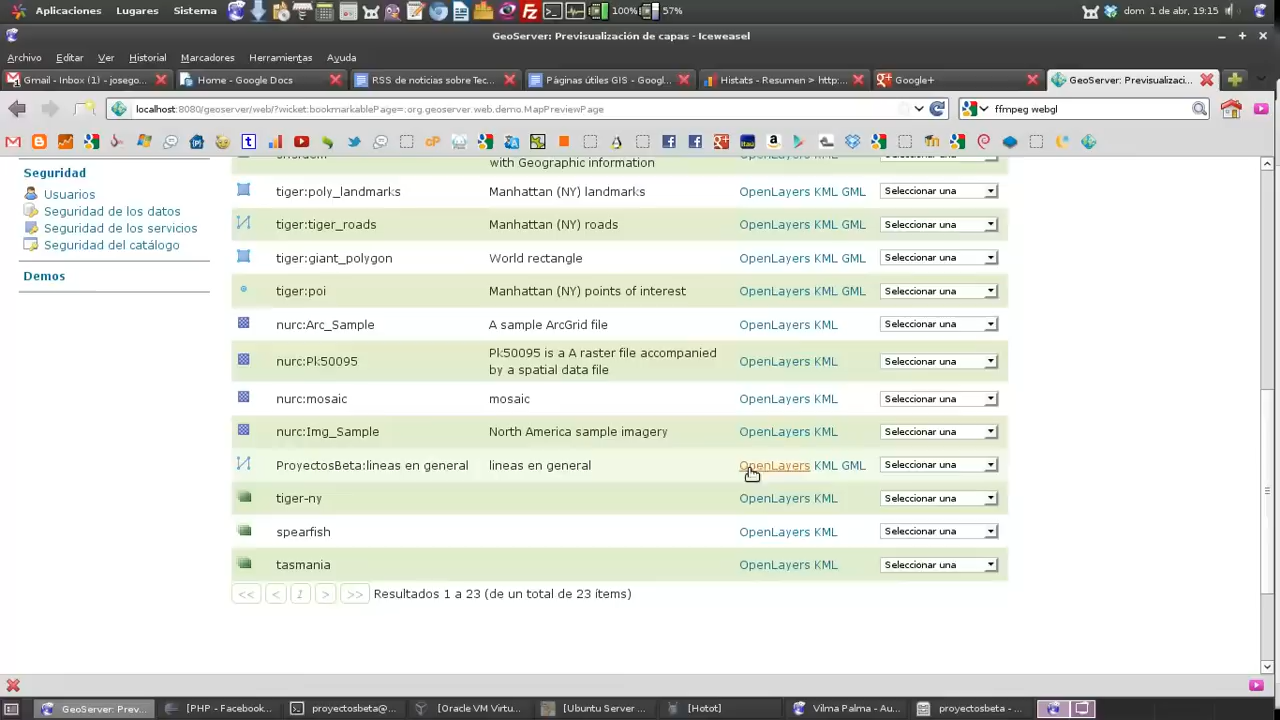 Aplicaciones Lugares Sistema 100% 57% dom 1 de abr, 19:15
GeoServer: Previsualización de capas - Iceweasel
Archivo Editar Ver Historial Marcadores Herramientas Ayuda
Gmail - Inbox (1) - josego... Home - Google Docs RSS de noticias sobre Tec... Páginas útiles GIS - Googl... Histats - Resumen > http:... Google+ GeoServer: Previsualizaci...
localhost:8080/geoserver/web/?wicket:bookmarkablePage=:org.geoserver.web.demo.MapPreviewPage ffmpeg webgl
Seguridad
Usuarios
Seguridad de los datos
Seguridad de los servicios
Seguridad del catálogo
Demos
with Geographic information
tiger:poly_landmarks Manhattan (NY) landmarks OpenLayers KML GML Seleccionar una
tiger:tiger_roads Manhattan (NY) roads OpenLayers KML GML Seleccionar una
tiger:giant_polygon World rectangle OpenLayers KML GML Seleccionar una
tiger:poi Manhattan (NY) points of interest OpenLayers KML GML Seleccionar una
nurc:Arc_Sample A sample ArcGrid file OpenLayers KML Seleccionar una
nurc:Pk50095 Pk50095 is a A raster file accompanied OpenLayers KML Seleccionar una
by a spatial data file
nurc:mosaic mosaic OpenLayers KML Seleccionar una
nurc:Img_Sample North America sample imagery OpenLayers KML Seleccionar una
ProyectosBeta:lineas en general lineas en general OpenLayers KML GML Seleccionar una
tiger-ny OpenLayers KML Seleccionar una
spearfish OpenLayers KML Seleccionar una
tasmania OpenLayers KML Seleccionar una
<< < 1 > >> Resultados 1 a 23 (de un total de 23 ítems)
GeoServer: Prev... [PHP - Facebook... proyectosbeta@... [Oracle VM Virtu... [Ubuntu Server ... [Hotot] Vilma Palma - Au... proyectosbeta - ...